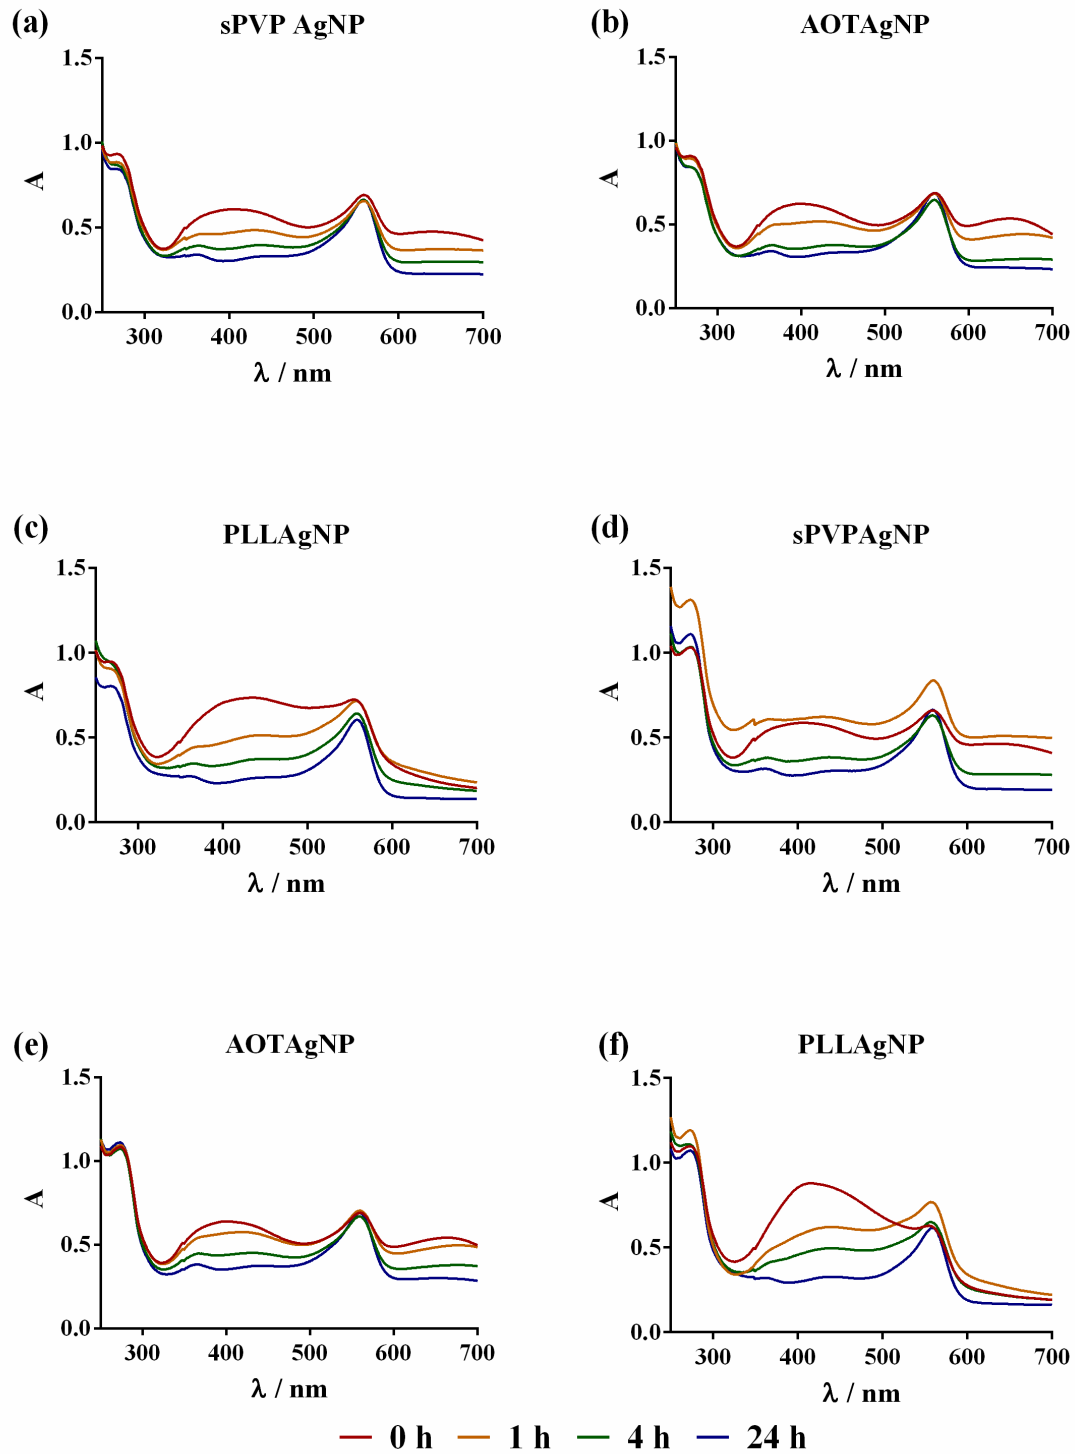 (a) sPVP AgNP
(b) AOTAgNP
1.5
1.0
0.5
0.0
A
300 400 500 600 700
λ / nm
1.5
1.0
0.5
0.0
A
300 400 500 600 700
λ / nm
(c) PLLAgNP
(d) sPVPAgNP
1.5
1.0
0.5
0.0
A
300 400 500 600 700
λ / nm
1.5
1.0
0.5
0.0
A
300 400 500 600 700
λ / nm
(e) AOTAgNP
(f) PLLAgNP
1.5
1.0
0.5
0.0
A
300 400 500 600 700
λ / nm
1.5
1.0
0.5
0.0
A
300 400 500 600 700
λ / nm
0 h 1 h 4 h 24 h